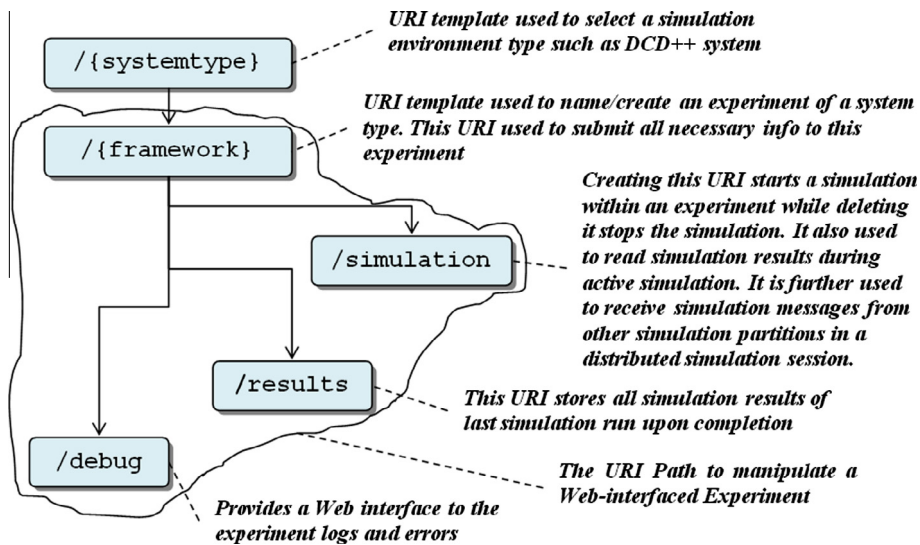 URI template used to select a simulation
environment type such as DCD++ system
/{systemtype}
URI template used to name/create an experiment of a system
type. This URI used to submit all necessary info to this
experiment
/{framework}
Creating this URI starts a simulation
within an experiment while deleting
it stops the simulation. It also used
to read simulation results during
active simulation. It is further used
to receive simulation messages from
other simulation partitions in a
distributed simulation session.
/simulation
/results
This URI stores all simulation results of
last simulation run upon completion
/debug
The URI Path to manipulate a
Web-interfaced Experiment
Provides a Web interface to the
experiment logs and errors